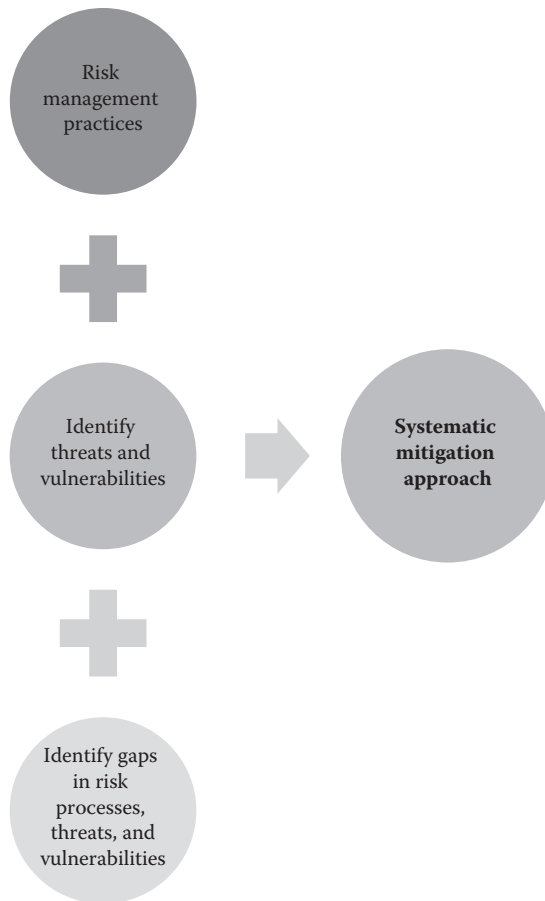 Risk
management
practices
Identify
threats and
vulnerabilities
Systematic
mitigation
approach
Identify gaps
in risk
processes,
threats, and
vulnerabilities